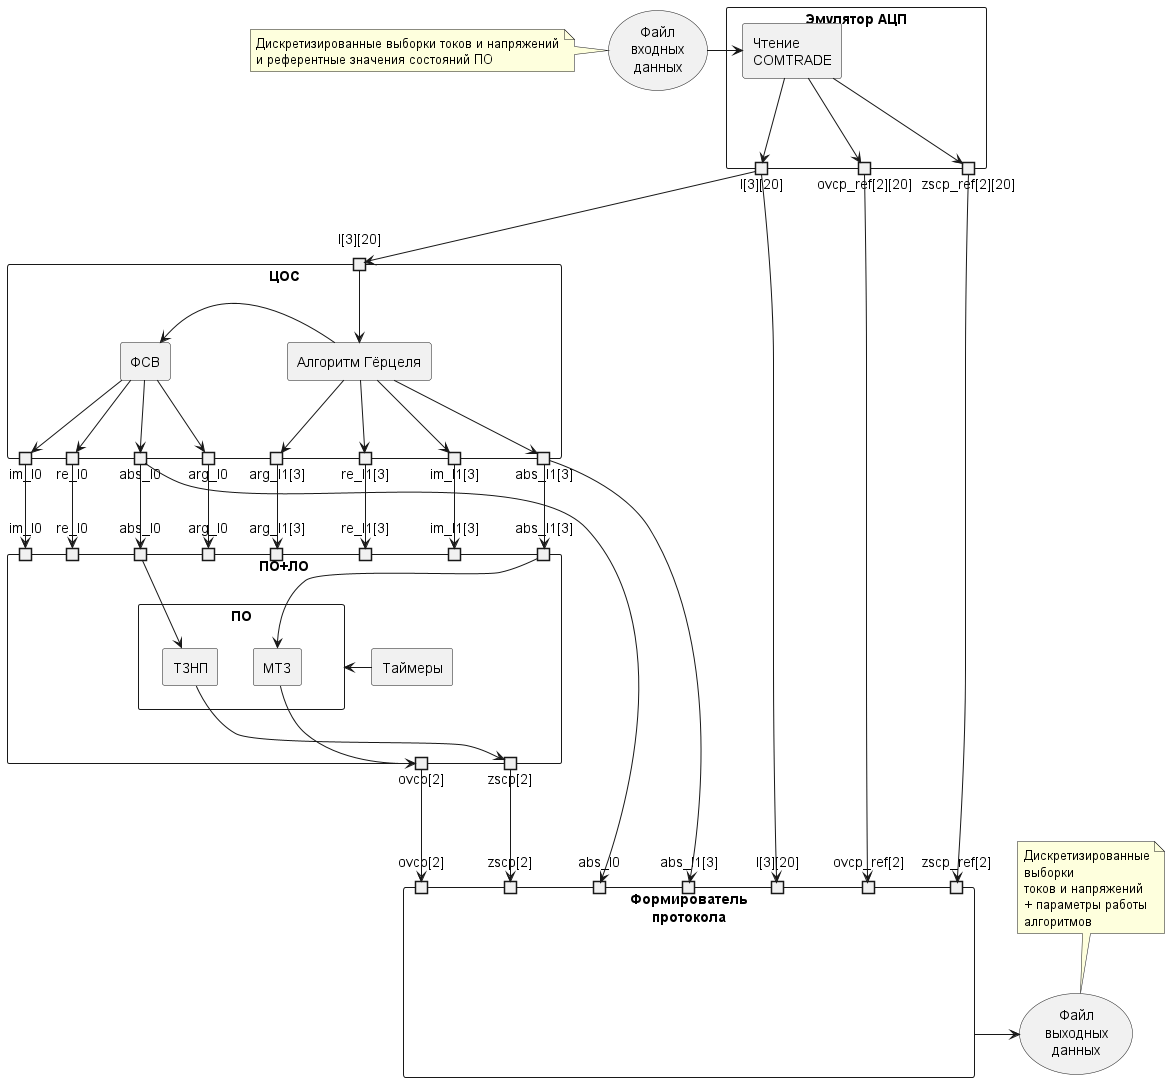 Эмулятор АЦП
Файл
входных
данных
Дискретизированные выборки токов и напряжений
и референтные значения состояний ПО
Чтение
COMTRADE
I[3][20]
ovcp_ref[2][20]
zscp_ref[2][20]
I[3][20]
ЦОС
ФСВ
Алгоритм Гёрцеля
im_I0
re_I0
abs_I0
arg_I0
arg_I1[3]
re_I1[3]
im_I1[3]
abs_I1[3]
im_I0
re_I0
abs_I0
arg_I0
arg_I1[3]
re_I1[3]
im_I1[3]
abs_I1[3]
ПО+ЛО
ПО
ТЗНП
МТЗ
Таймеры
ovcp[2]
zscp[2]
ovcp[2]
zscp[2]
abs_I0
abs_I1[3]
I[3][20]
ovcp_ref[2]
zscp_ref[2]
Формирователь
протокола
Дискретизированные
выборки
токов и напряжений
+ параметры работы
алгоритмов
Файл
выходных
данных